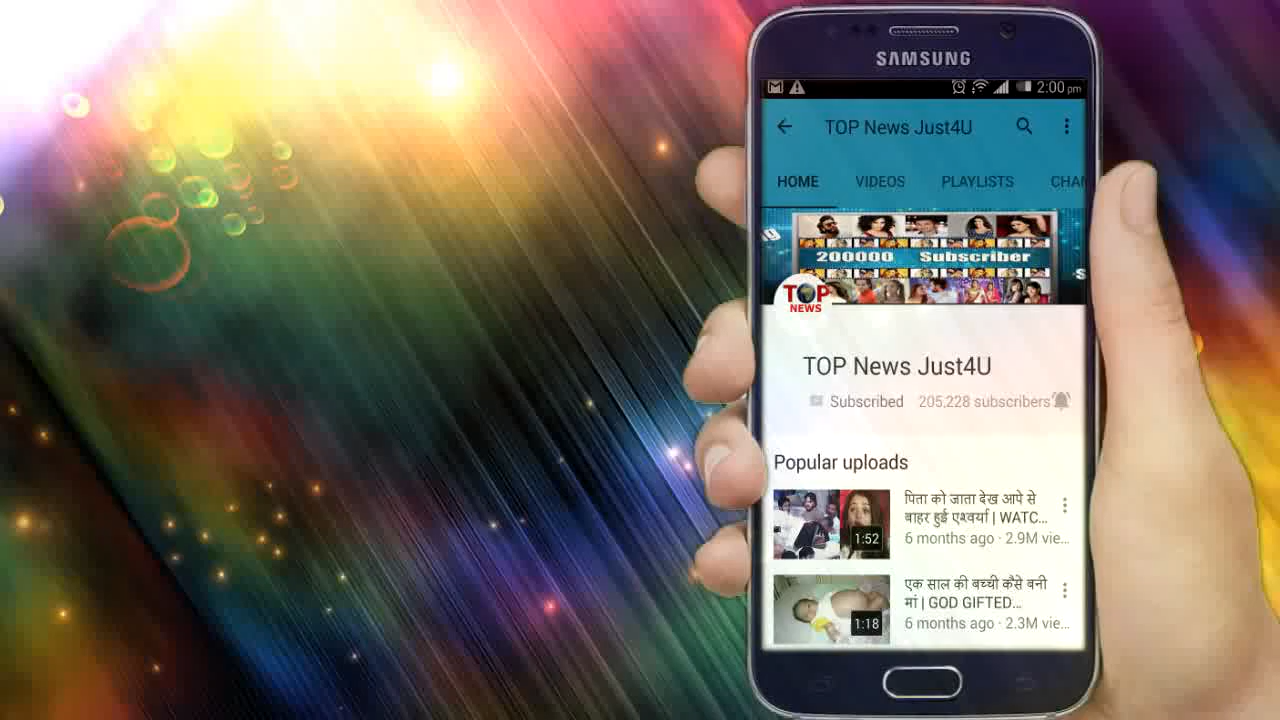 SAMSUNG
2:00 pm
TOP News Just4U
HOME VIDEOS PLAYLISTS CHAN
200000 Subscriber
TOP
NEWS
TOP News Just4U
Subscribed 205,228 subscribers
Popular uploads
पिता को जाता देख आपे से
बाहर हुई एश्वर्या | WATC...
1:52
6 months ago · 2.9M vie...
एक साल की बच्ची कैसे बनी
मां | GOD GIFTED...
1:18
6 months ago · 2.3M vie...